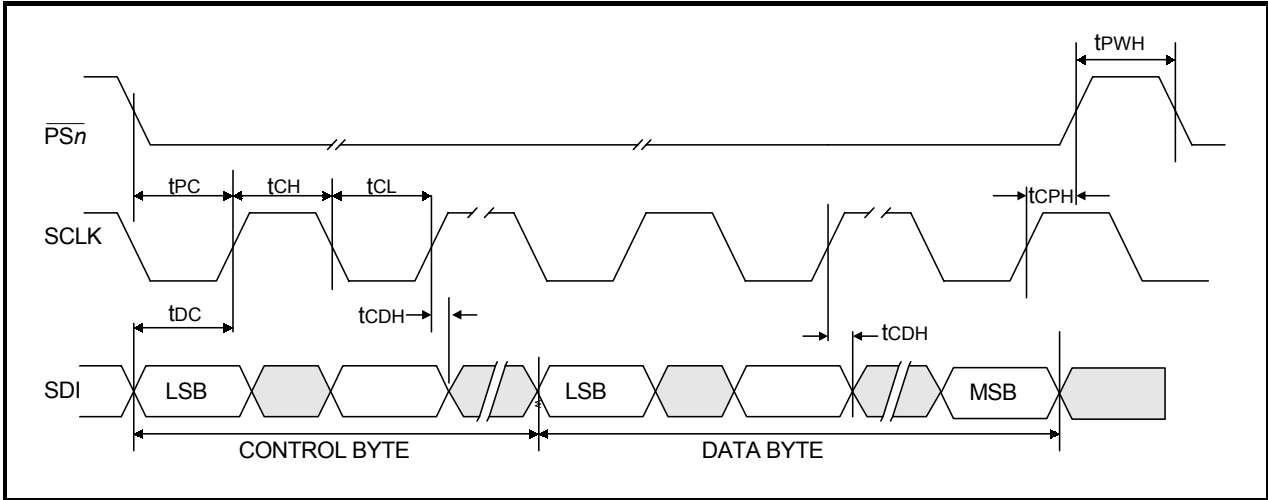 tPWH
PSn
tPC
tCH
tCL
tCPH
SCLK
tDC
tCDH
tCDH
SDI
LSB
LSB
MSB
CONTROL BYTE
DATA BYTE